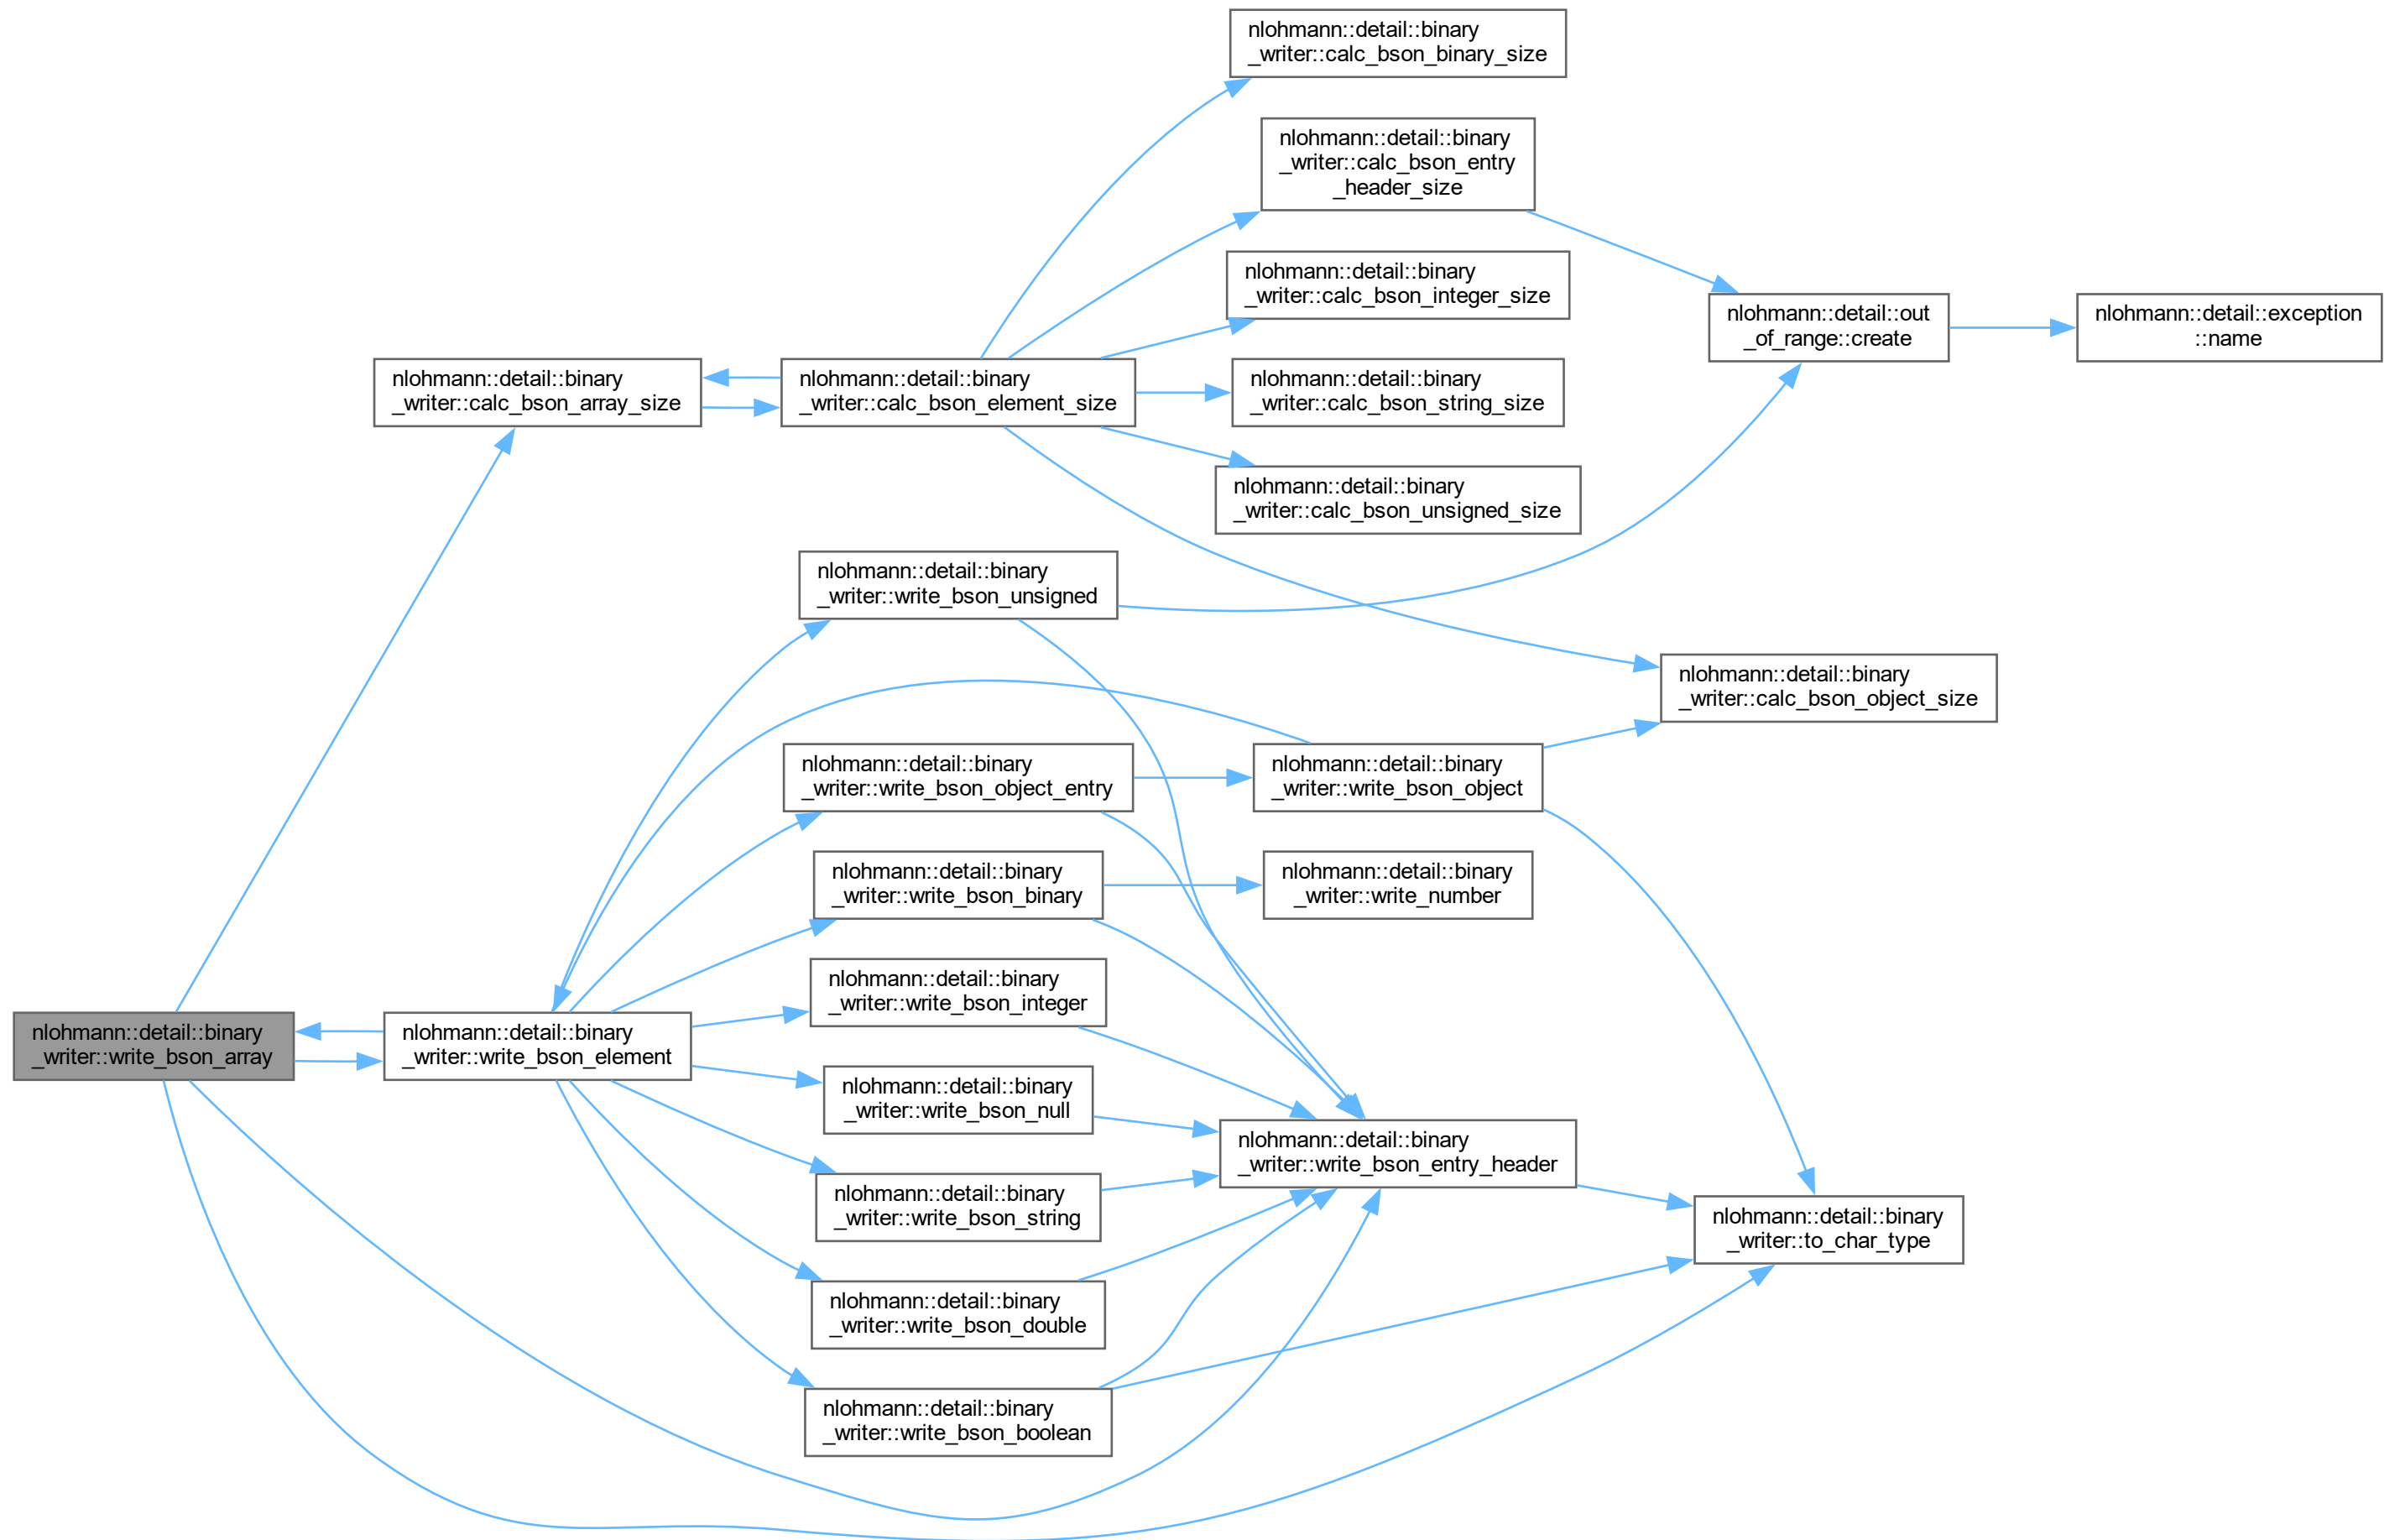 nlohmann::detail::binary
_writer::calc_bson_binary_size
nlohmann::detail::binary
_writer::calc_bson_entry
_header_size
nlohmann::detail::binary
_writer::calc_bson_integer_size
nlohmann::detail::out
_of_range::create
nlohmann::detail::exception
::name
nlohmann::detail::binary
_writer::calc_bson_array_size
nlohmann::detail::binary
_writer::calc_bson_element_size
nlohmann::detail::binary
_writer::calc_bson_string_size
nlohmann::detail::binary
_writer::calc_bson_unsigned_size
nlohmann::detail::binary
_writer::write_bson_unsigned
nlohmann::detail::binary
_writer::calc_bson_object_size
nlohmann::detail::binary
_writer::write_bson_object_entry
nlohmann::detail::binary
_writer::write_bson_object
nlohmann::detail::binary
_writer::write_bson_binary
nlohmann::detail::binary
_writer::write_number
nlohmann::detail::binary
_writer::write_bson_integer
nlohmann::detail::binary
_writer::write_bson_array
nlohmann::detail::binary
_writer::write_bson_element
nlohmann::detail::binary
_writer::write_bson_null
nlohmann::detail::binary
_writer::write_bson_entry_header
nlohmann::detail::binary
_writer::write_bson_string
nlohmann::detail::binary
_writer::to_char_type
nlohmann::detail::binary
_writer::write_bson_double
nlohmann::detail::binary
_writer::write_bson_boolean